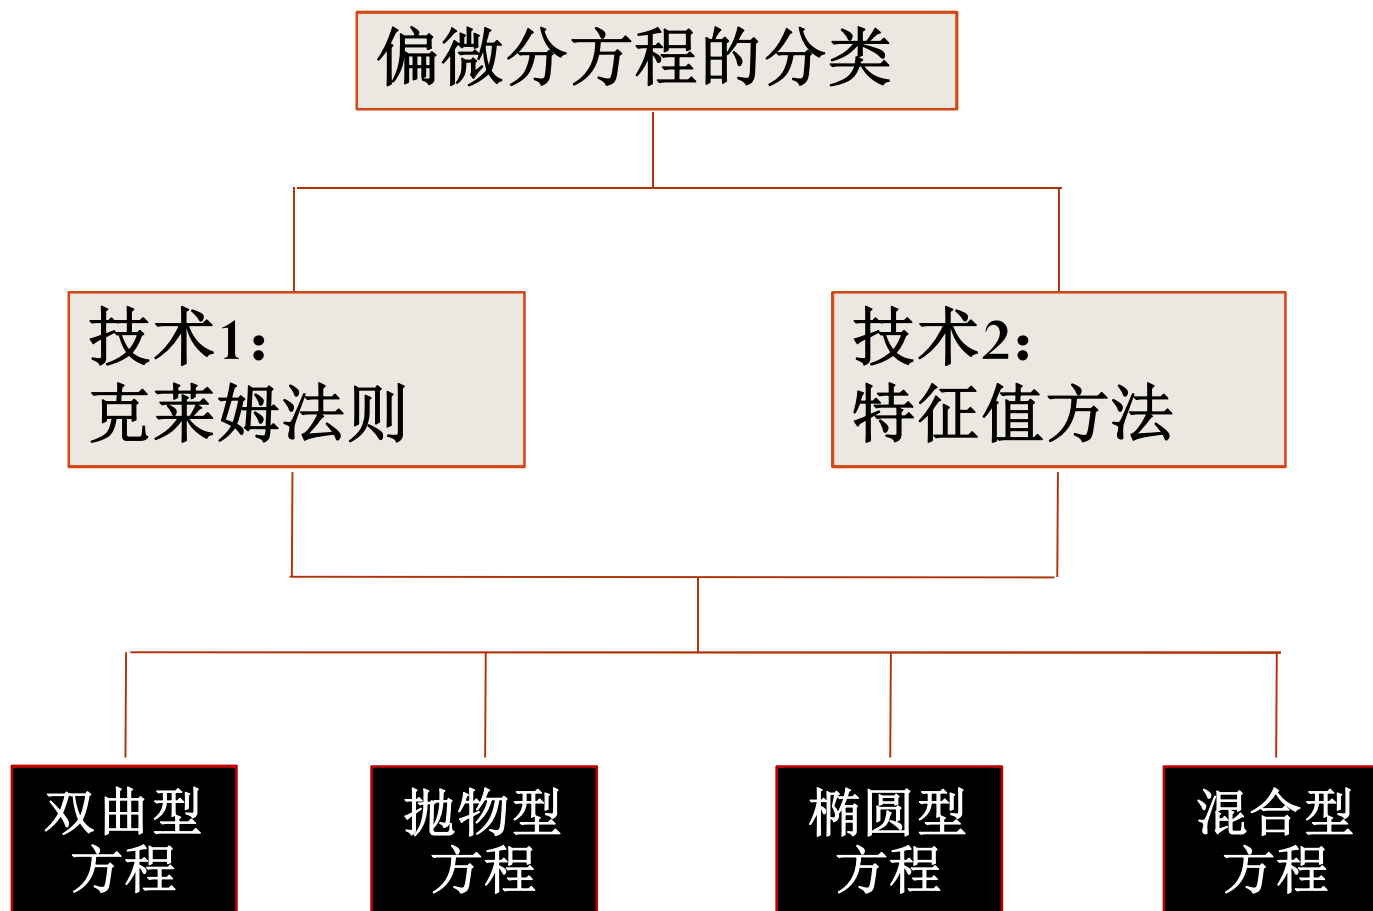 偏微分方程的分类
技术1：
克莱姆法则
技术2：
特征值方法
双曲型
方程
抛物型
方程
椭圆型
方程
混合型
方程